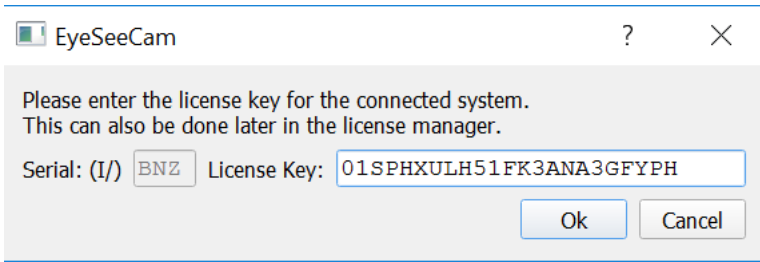 EyeSeeCam ?
Please enter the license key for the connected system.
This can also be done later in the license manager.
Serial: (I/) BNZ License Key: 01SPHXULH51FK3ANA3GFYPH
Ok Cancel